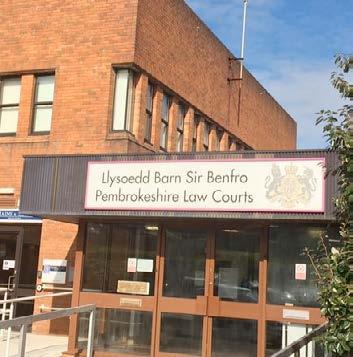 Llysoedd Barn Sir Benfro
Pembrokeshire Law Courts